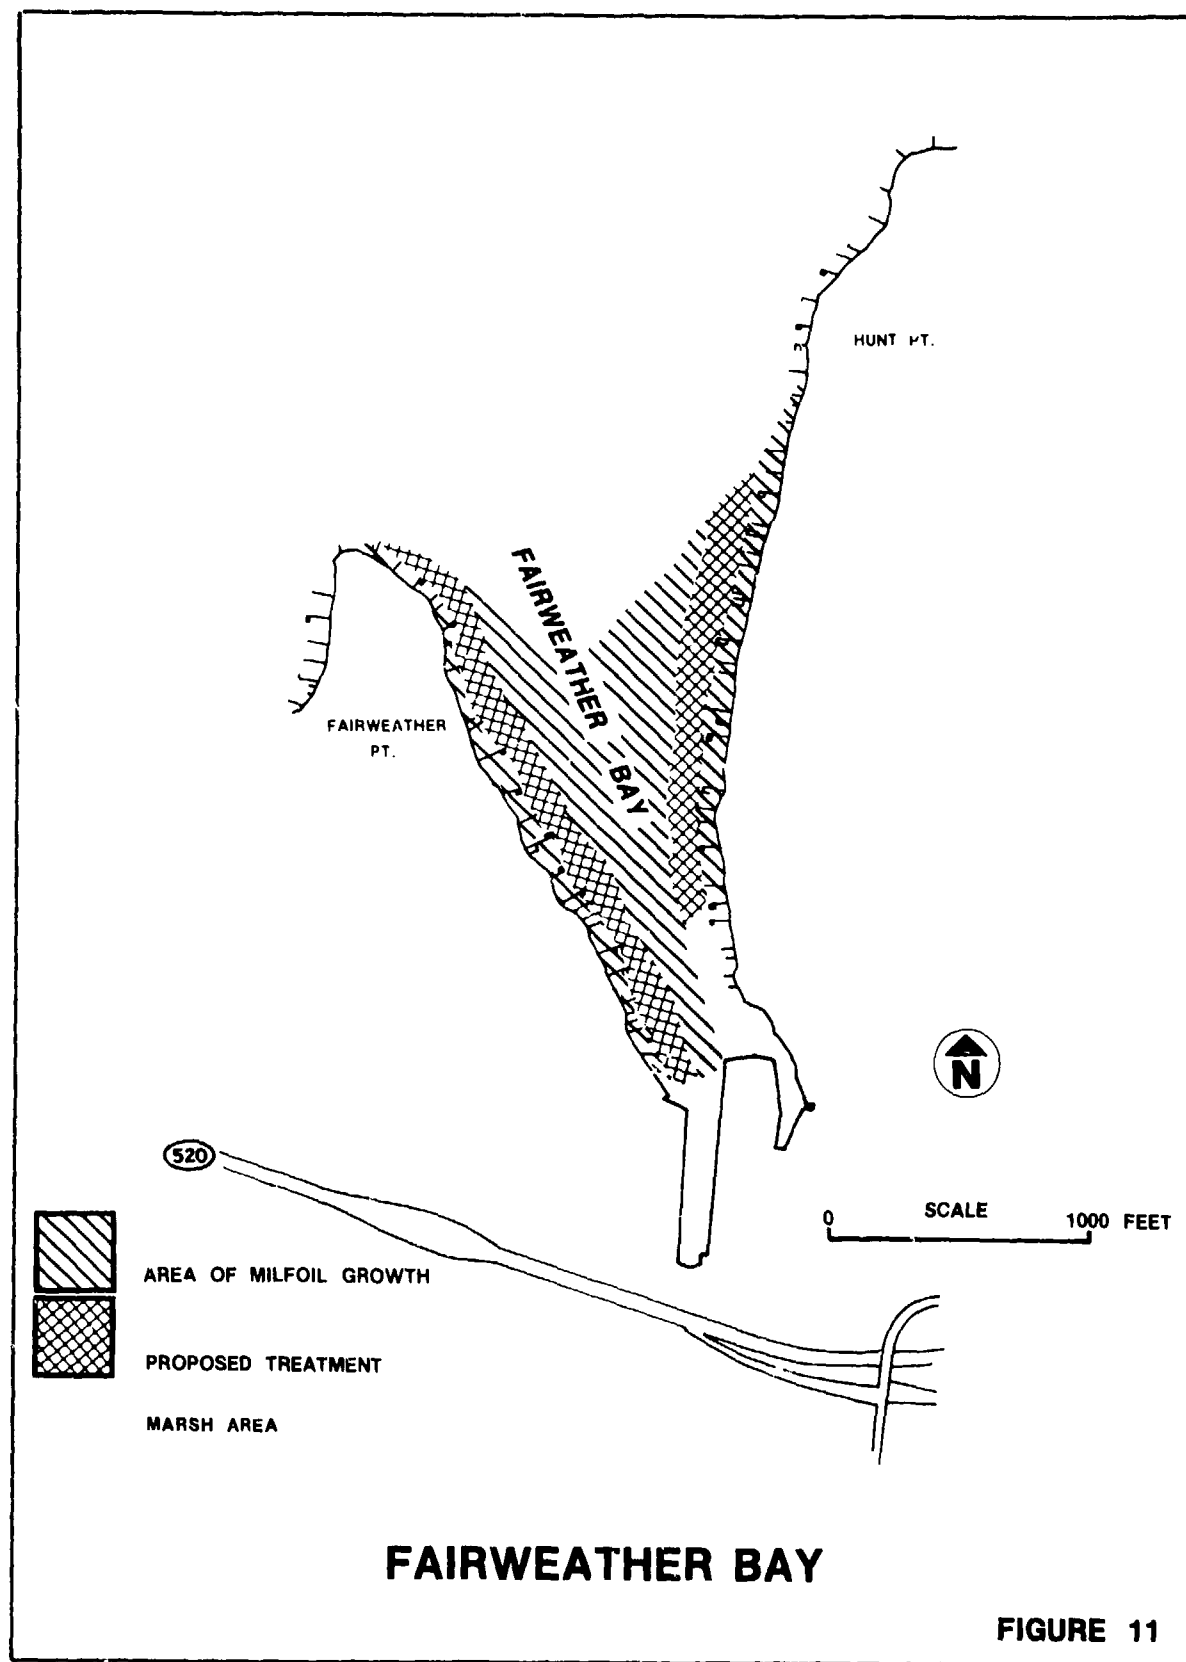 HUNT PT.
FAIRWEATHER BAY
FAIRWEATHER
PT.
N
520
0 SCALE 1000 FEET
AREA OF MILFOIL GROWTH
PROPOSED TREATMENT
MARSH AREA
FAIRWEATHER BAY
FIGURE 11